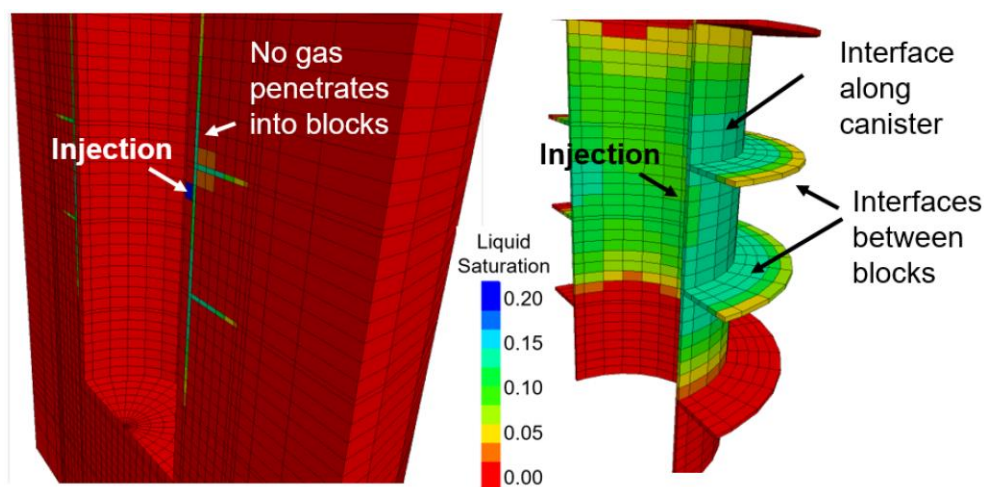 No gas
penetrates
into blocks
Injection
Interface
along
canister
Injection
Interfaces
between
blocks
Liquid
Saturation
0.20
0.15
0.10
0.05
0.00